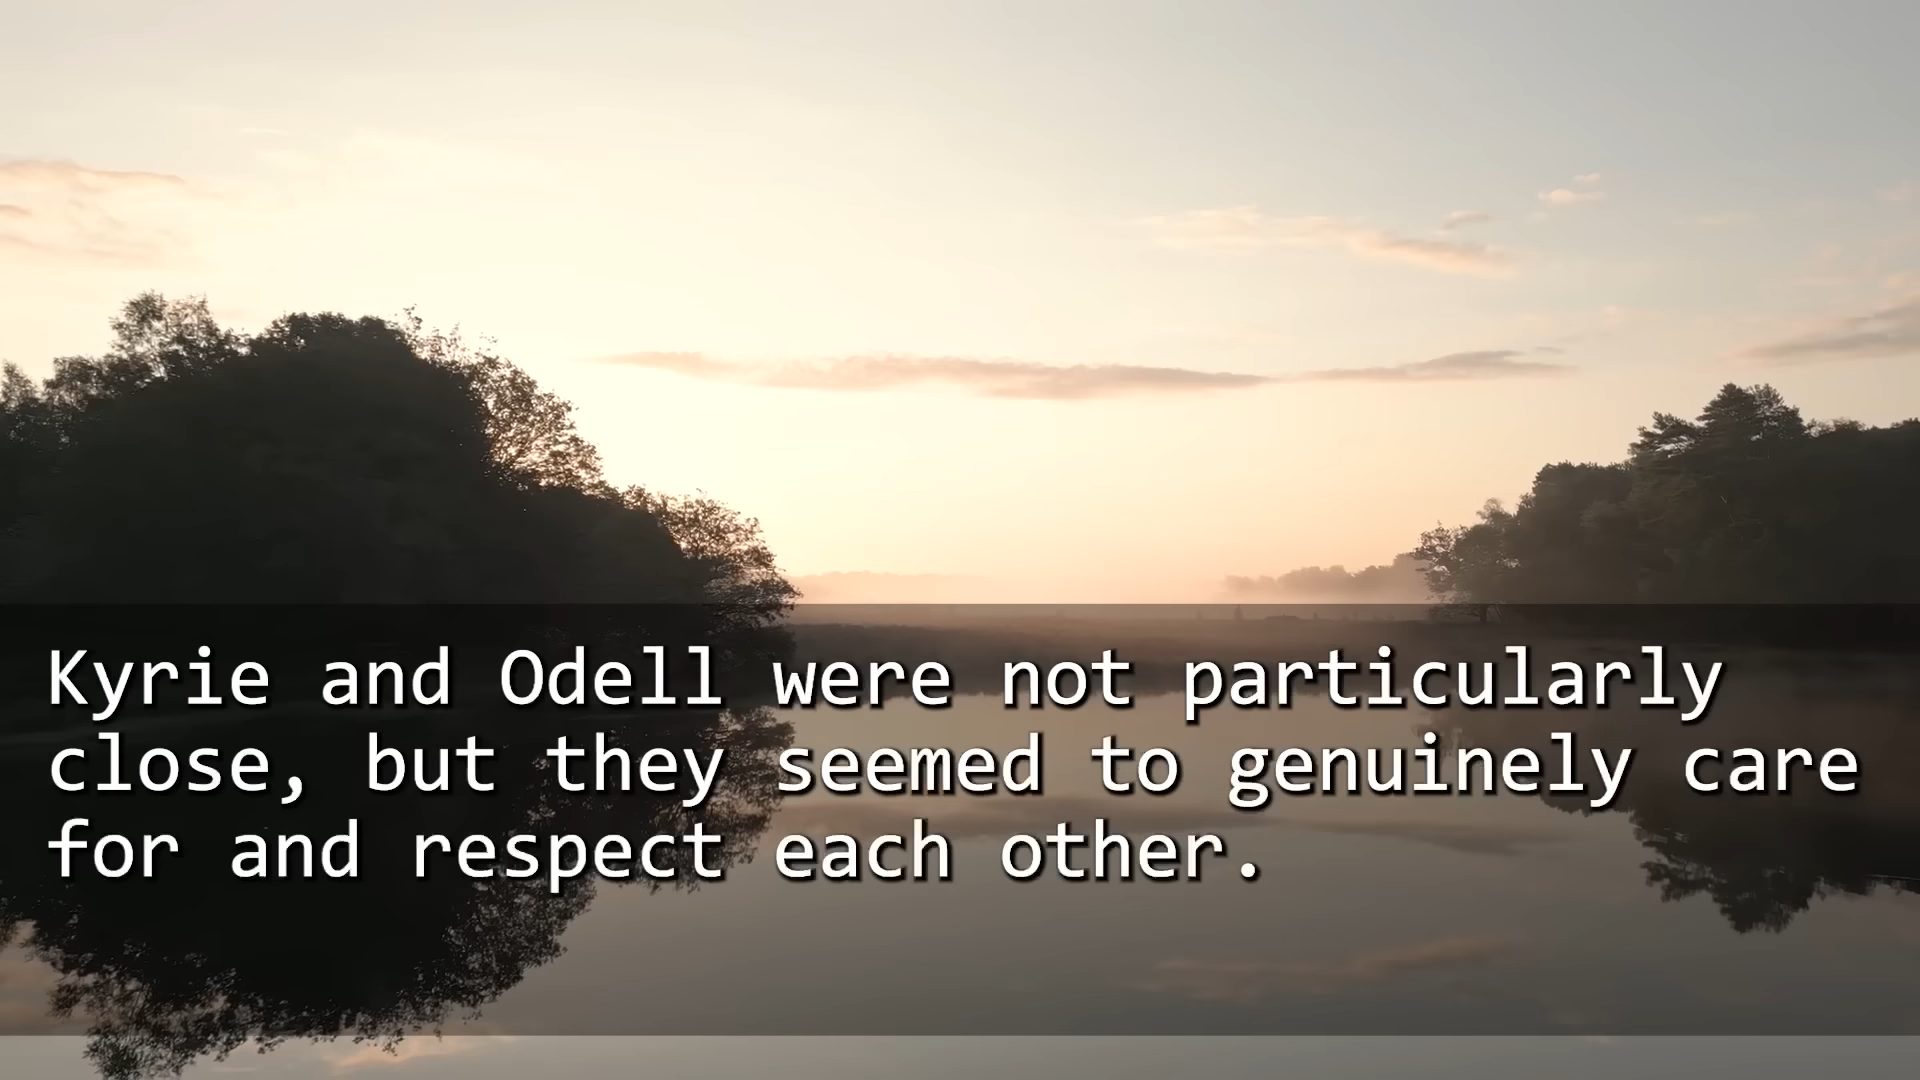 Kyrie and Odell were not particularly
close, but they seemed to genuinely care
for and respect each other.